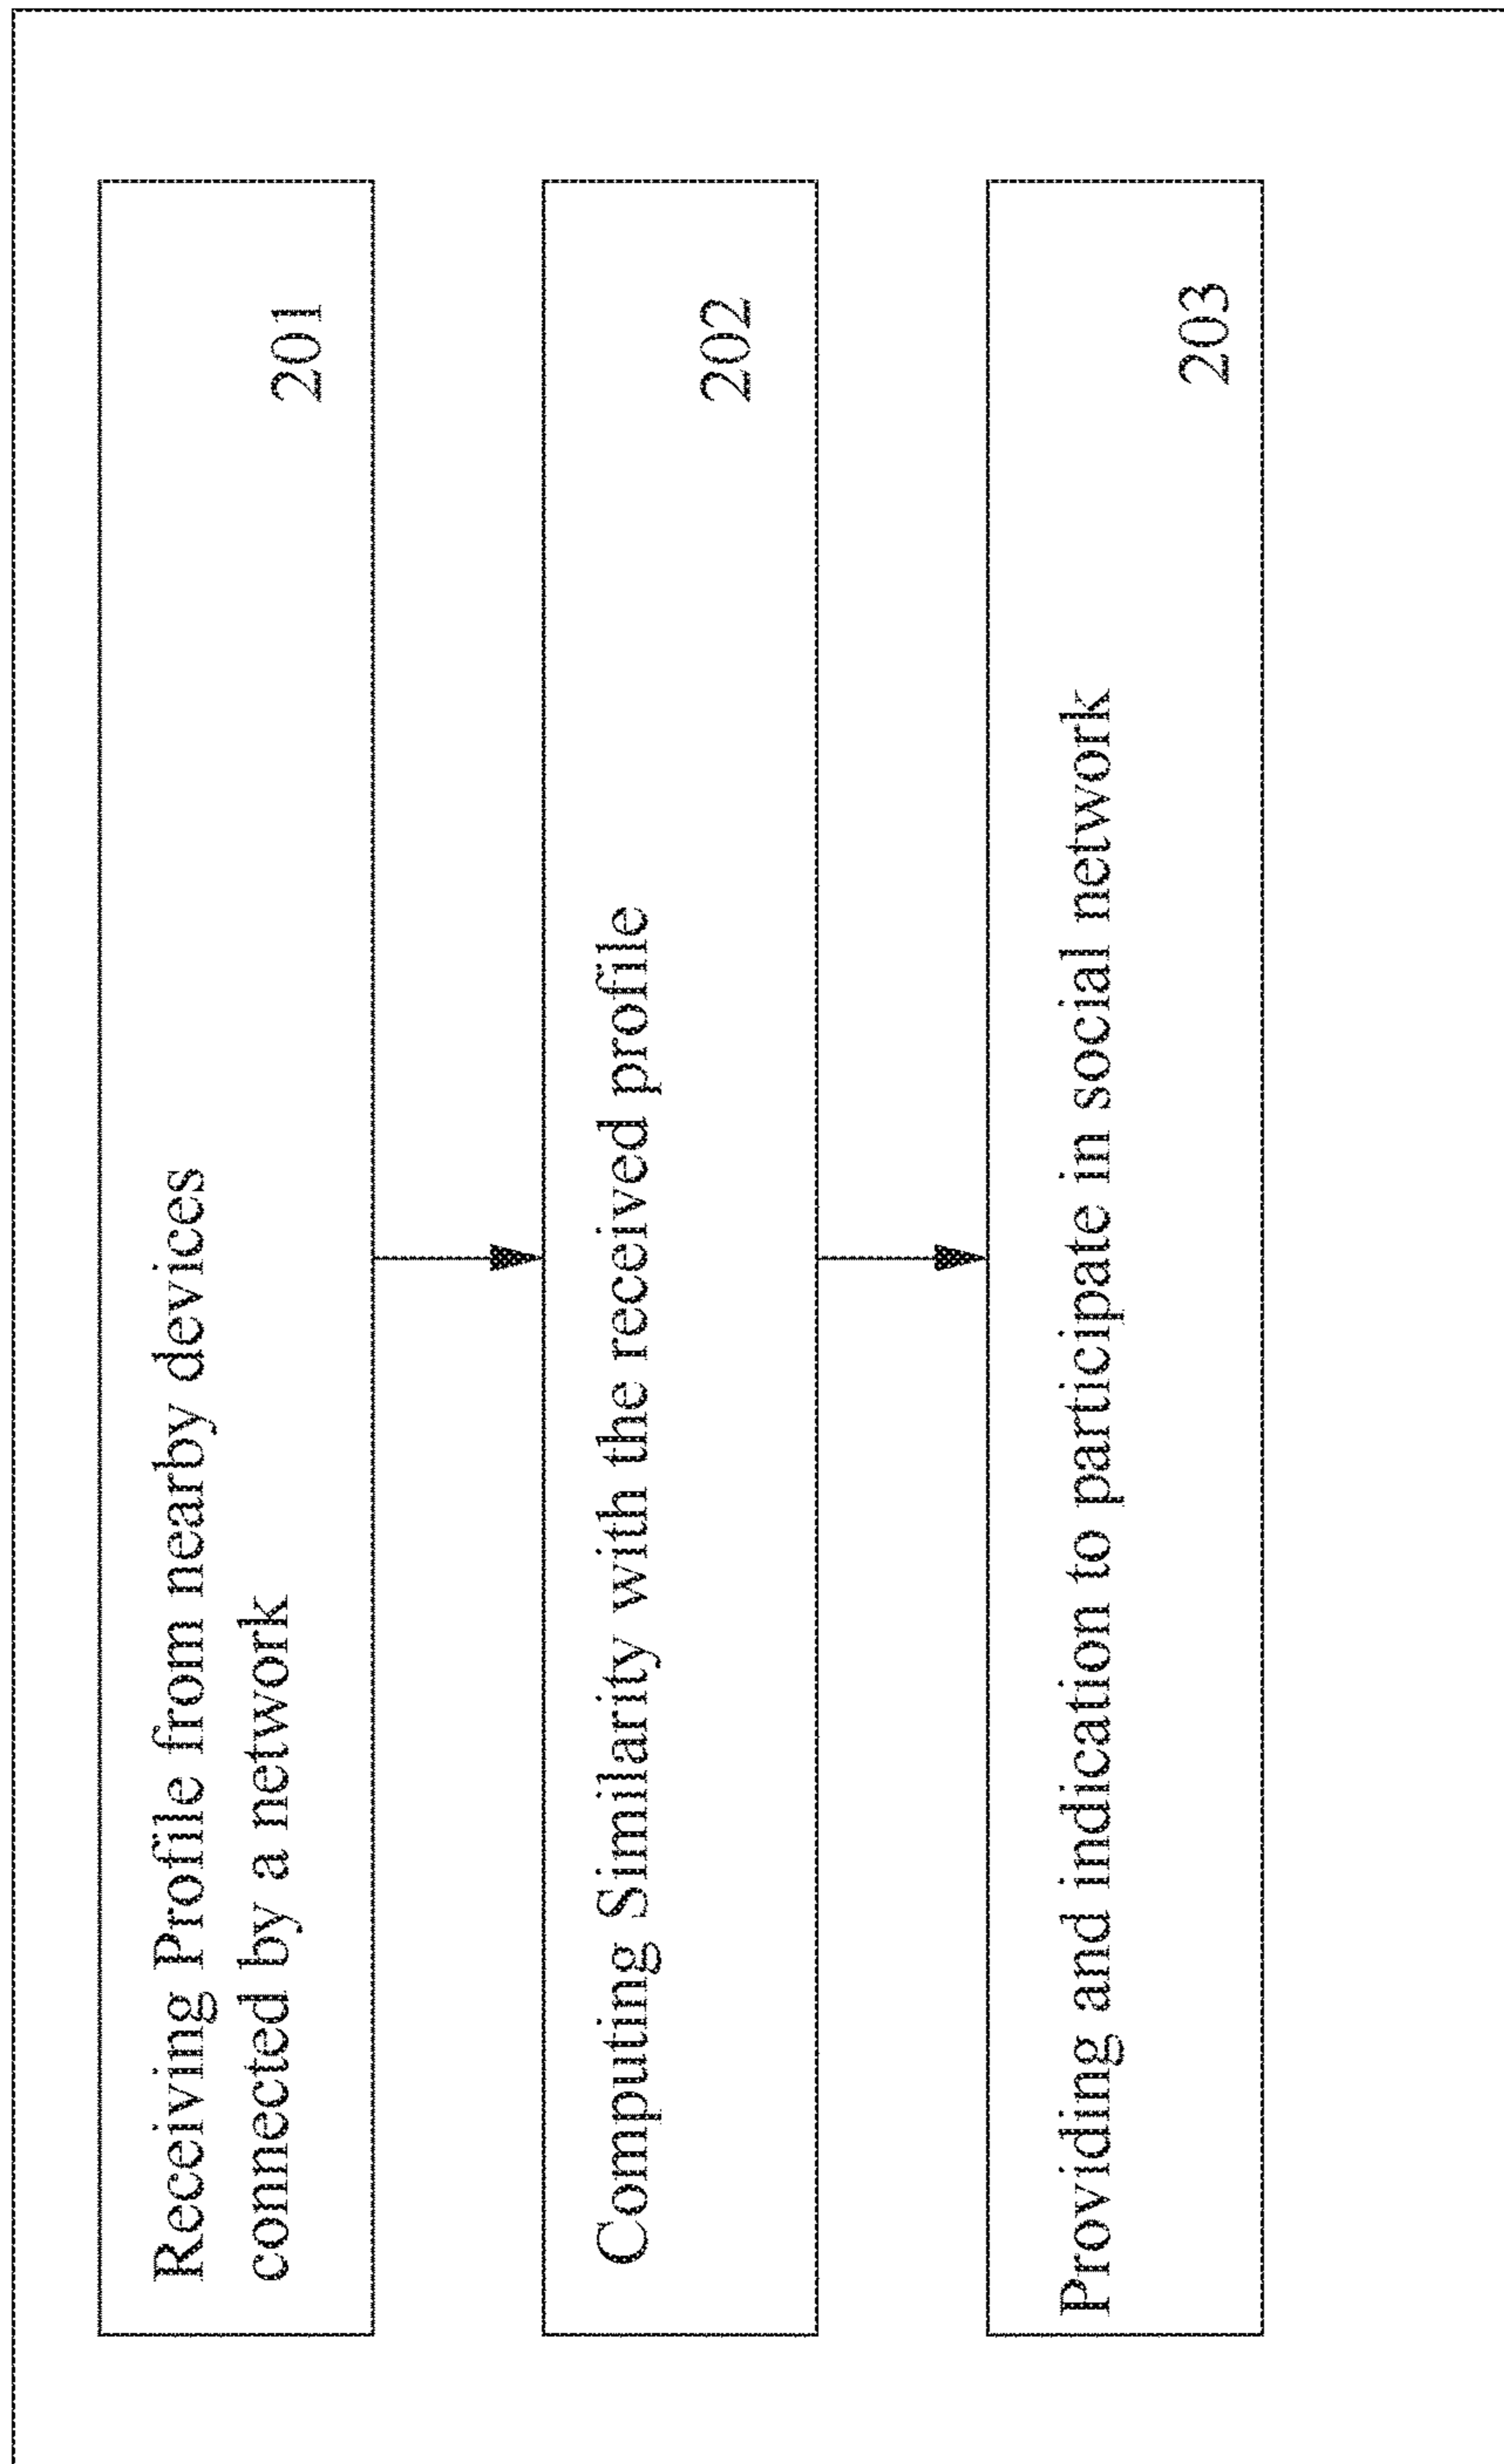 Receiving Profile from nearby devices
connected by a network
201
Computing Similarity with the received profile
202
Providing and indication to participate in social network
203